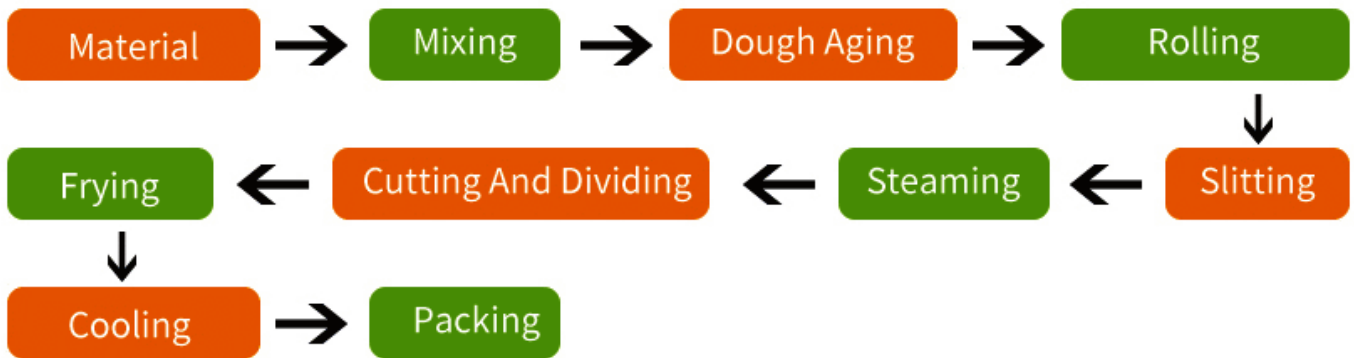 Material
Mixing
Dough Aging
Rolling
Slitting
Steaming
Cutting And Dividing
Frying
Cooling
Packing